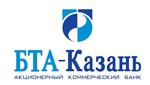 БТА-Казань
АКЦИОНЕРНЫЙ КОММЕРЧЕСКИЙ БАНК